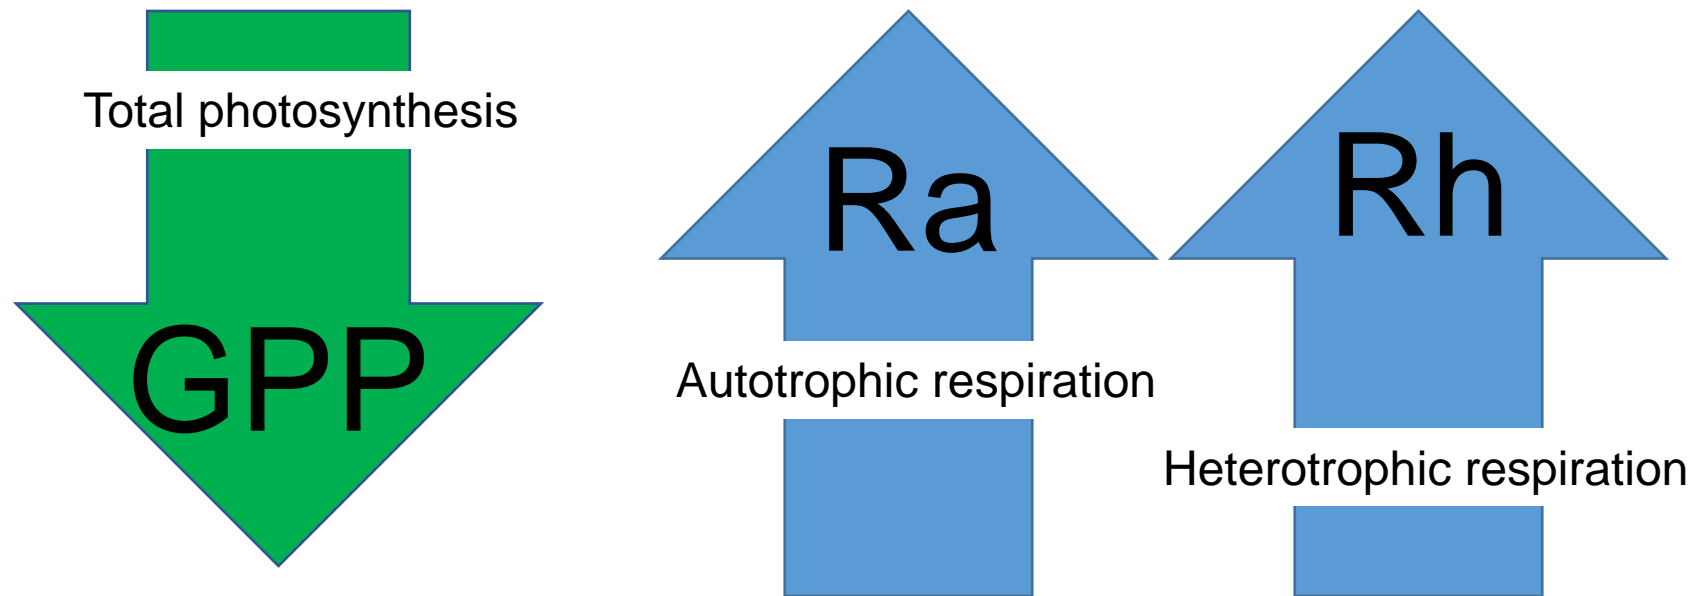 Total photosynthesis
GPP
Ra
Autotrophic respiration
Rh
Heterotrophic respiration